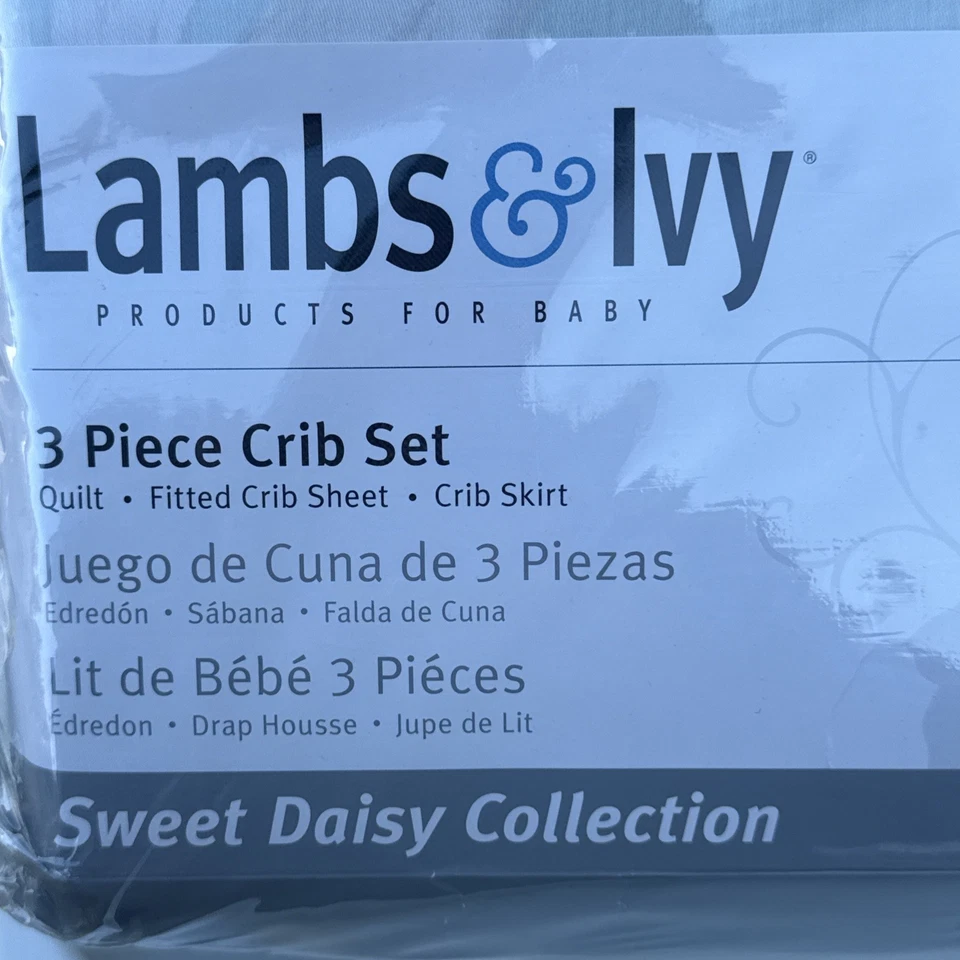 Lambs & Ivy®
PRODUCTS FOR BABY
3 Piece Crib Set
Quilt • Fitted Crib Sheet • Crib Skirt
Juego de Cuna de 3 Piezas
Edredón • Sábana • Falda de Cuna
Lit de Bébé 3 Piéces
Édredon • Drap Housse • Jupe de Lit
Sweet Daisy Collection